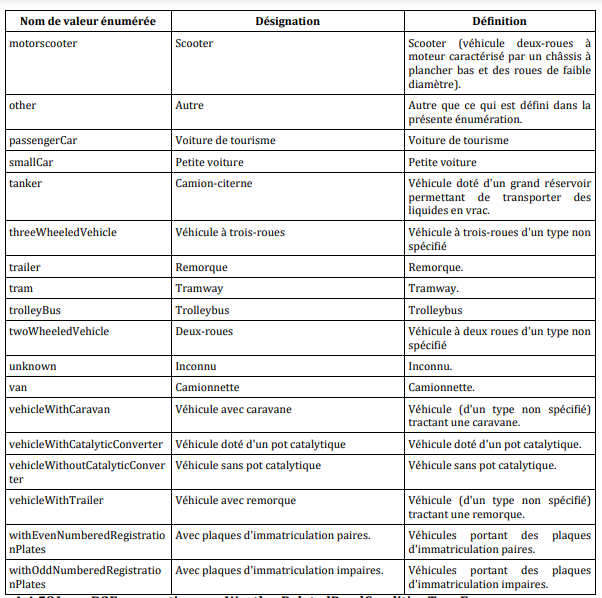 Nom de valeur énumérée Désignation Définition
motorscooter Scooter Scooter (véhicule deux-roues à
moteur caractérisé par un châssis à
plancher bas et des roues de faible
diamètre).
other Autre Autre que ce qui est défini dans la
présente énumération.
passengerCar Voiture de tourisme Voiture de tourisme
smallCar Petite voiture Petite voiture
tanker Camion-citerne Véhicule doté d'un grand réservoir
permettant de transporter des
liquides en vrac.
threeWheeledVehicle Véhicule à trois-roues Véhicule à trois-roues d'un type non
spécifié
trailer Remorque Remorque.
tram Tramway Tramway.
trolleyBus Trolleybus Trolleybus
twoWheeledVehicle Deux-roues Véhicule à deux roues d'un type non
spécifié
unknown Inconnu Inconnu.
van Camionnette Camionnette.
vehicleWithCaravan Véhicule avec caravane Véhicule (d'un type non spécifié)
tractant une caravane.
vehicleWithCatalyticConverter Véhicule doté d'un pot catalytique Véhicule doté d'un pot catalytique.
vehicleWithoutCatalyticConver Véhicule sans pot catalytique Véhicule sans pot catalytique.
ter
vehicleWithTrailer Véhicule avec remorque Véhicule (d'un type non spécifié)
tractant une remorque.
withEvenNumberedRegistratio Avec plaques d'immatriculation paires. Véhicules portant des plaques
nPlates d'immatriculation paires.
withOddNumberedRegistratio Avec plaques d'immatriculation impaires. Véhicules portant des plaques
nPlates d'immatriculation impaires.